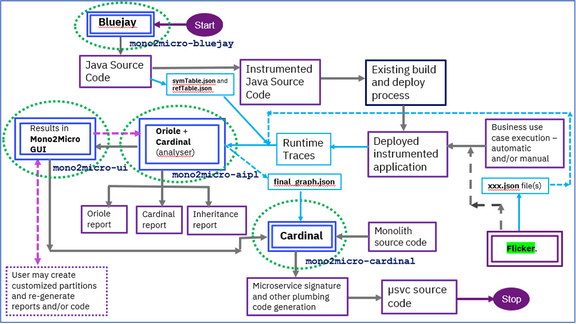 Bluejay
Start
mono2micro-bluejay
Java Source
Code
symTable.json and
refTable.json
Instrumented
Java Source
Code
Existing build
and deploy
process
Results in
Mono2Micro
GUI
mono2micro-ui
Oriole +
Cardinal
(analyser)
mono2micro-aipl
Runtime
Traces
Deployed
instrumented
application
Business use
case execution –
automatic
and/or manual
final_graph.json
xxx.json file(s)
Oriole
report
Cardinal
report
Inheritance
report
Cardinal
mono2micro-cardinal
Monolith
source code
Flicker.
User may create
customized partitions
and re-generate
reports and/or code
Microservice signature
and other plumbing
code generation
µsvc source
code
Stop